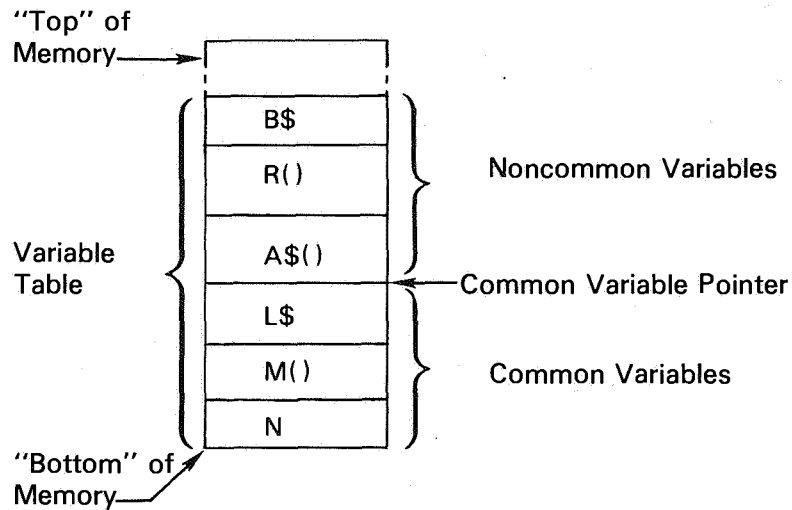 "Top" of
Memory
B$
R()
Noncommon Variables
Variable
Table
A$()
Common Variable Pointer
L$
M()
Common Variables
N
"Bottom" of
Memory